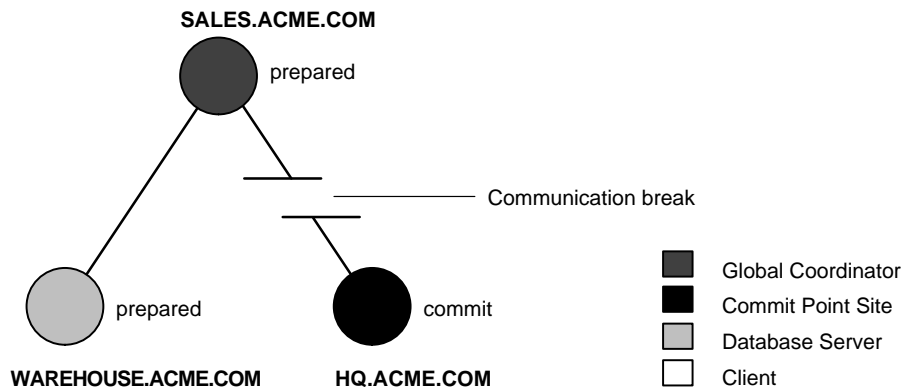 SALES.ACME.COM
prepared
Communication break
prepared
commit
WAREHOUSE.ACME.COM
HQ.ACME.COM
Global Coordinator
Commit Point Site
Database Server
Client